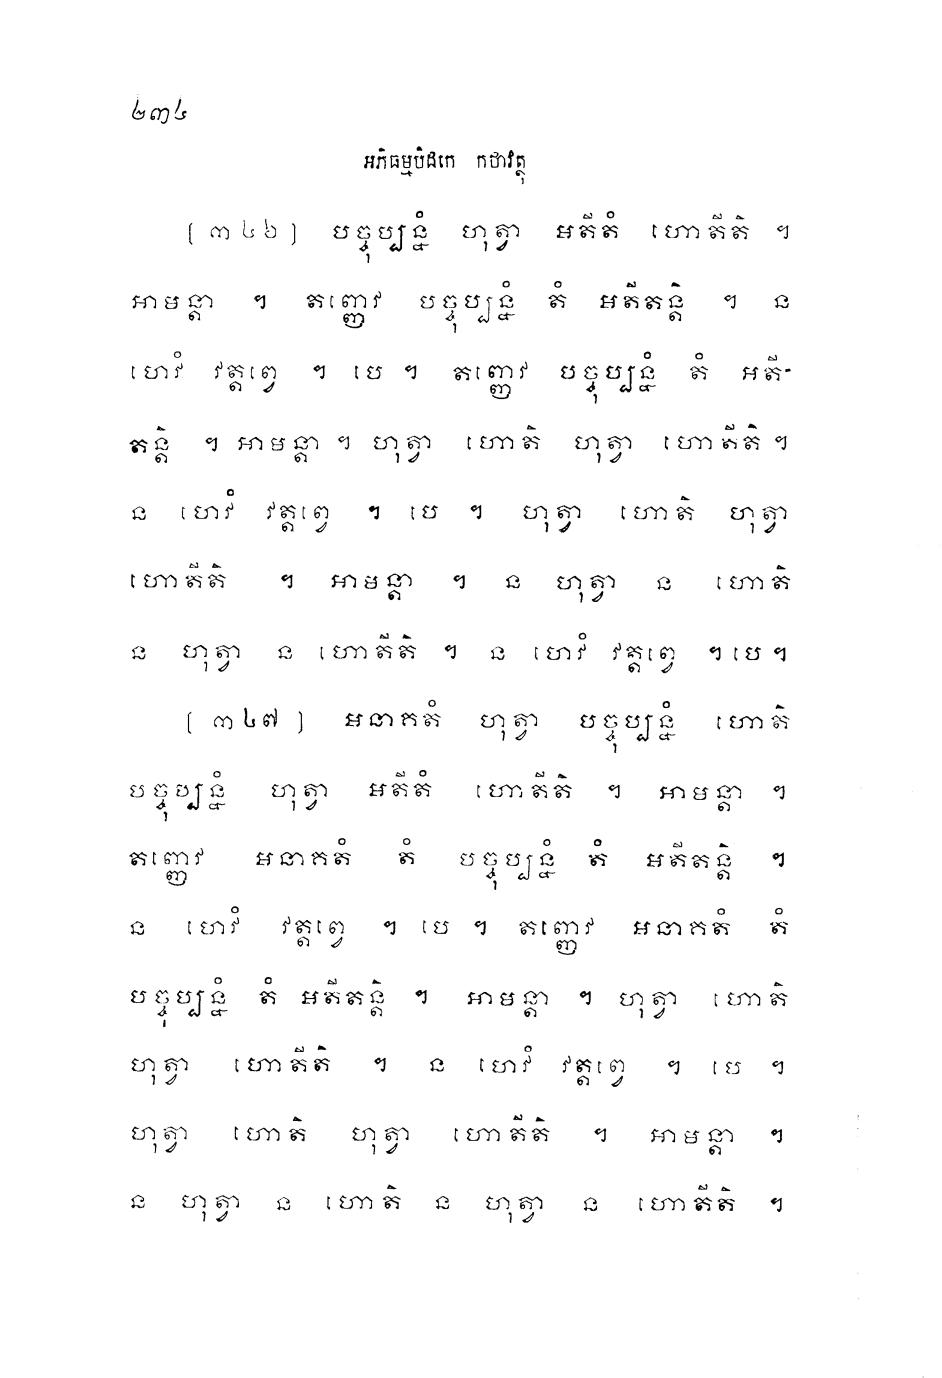 ២៣៤
អភិធម្មបិដកេ កថាវត្ថុ
[៣៤៦] បច្ចុប្បន្នំ ហុត្វា អតីតំ ហោតីតិ ។
អាមន្តា ។ តញ្ញេវ បច្ចុប្បន្នំ តំ អតីតន្តិ ។ ន
ហេវំ វត្តព្វេ ។ បេ ។ តញ្ញេវ បច្ចុប្បន្នំ តំ អតី-
តន្តិ ។ អាមន្តា ។ ហុត្វា ហោតិ ហុត្វា ហោតីតិ ។
ន ហេវំ វត្តព្វេ ។ បេ ។ ហុត្វា ហោតិ ហុត្វា
ហោតីតិ ។ អាមន្តា ។ ន ហុត្វា ន ហោតិ
ន ហុត្វា ន ហោតីតិ ។ ន ហេវំ វត្តព្វេ ។ បេ ។
[៣៤៧] អនាគតំ ហុត្វា បច្ចុប្បន្នំ ហោតិ
បច្ចុប្បន្នំ ហុត្វា អតីតំ ហោតីតិ ។ អាមន្តា ។
តញ្ញេវ អនាគតំ តំ បច្ចុប្បន្នំ តំ អតីតន្តិ ។
ន ហេវំ វត្តព្វេ ។ បេ ។ តញ្ញេវ អនាគតំ តំ
បច្ចុប្បន្នំ តំ អតីតន្តិ ។ អាមន្តា ។ ហុត្វា ហោតិ
ហុត្វា ហោតីតិ ។ ន ហេវំ វត្តព្វេ ។ បេ ។
ហុត្វា ហោតិ ហុត្វា ហោតីតិ ។ អាមន្តា ។
ន ហុត្វា ន ហោតិ ន ហុត្វា ន ហោតីតិ ។